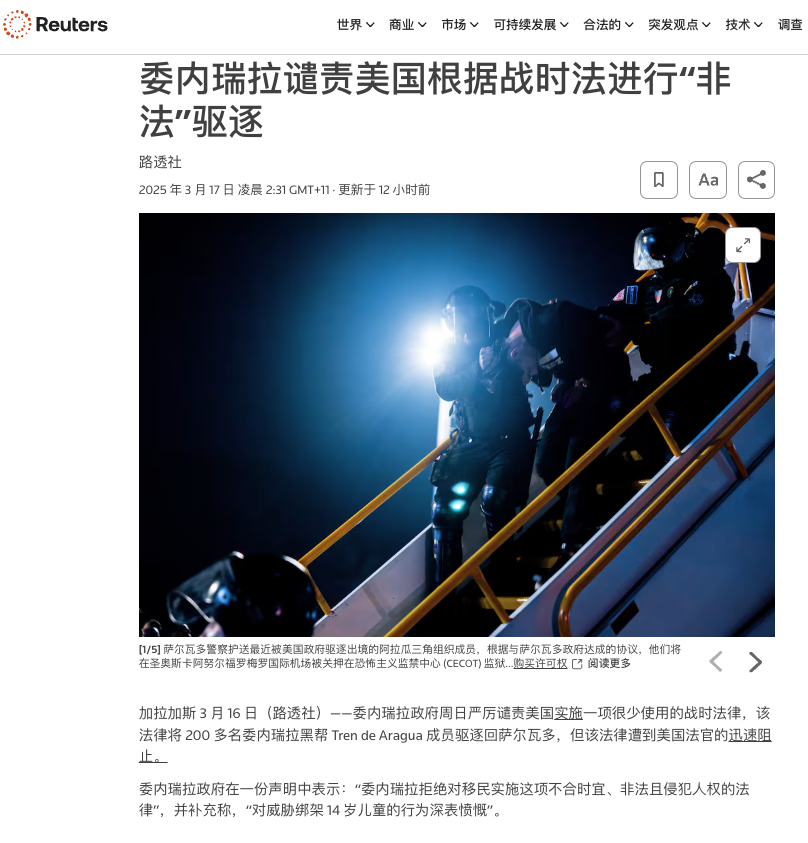 Reuters
世界 商业 市场 可持续发展 合法的 突发观点 技术 调查
委内瑞拉谴责美国根据战时法进行“非
法”驱逐
路透社
2025 年 3 月 17 日 凌晨 2:31 GMT+11 · 更新于 12 小时前
Aa
[1/5] 萨尔瓦多警察护送最近被美国政府驱逐出境的阿拉瓜三角组织成员，根据与萨尔瓦多政府达成的协议，他们将
在圣奥斯卡阿努尔福罗梅罗国际机场被关押在恐怖主义监禁中心 (CECOT) 监狱...购买许可权 阅读更多
加拉加斯 3 月 16 日（路透社）——委内瑞拉政府周日严厉谴责美国实施一项很少使用的战时法律，该
法律将 200 多名委内瑞拉黑帮 Tren de Aragua 成员驱逐回萨尔瓦多，但该法律遭到美国法官的迅速阻
止。
委内瑞拉政府在一份声明中表示：“委内瑞拉拒绝对移民实施这项不合时宜、非法且侵犯人权的法
律”，并补充称，“对威胁绑架 14 岁儿童的行为深表愤慨”。